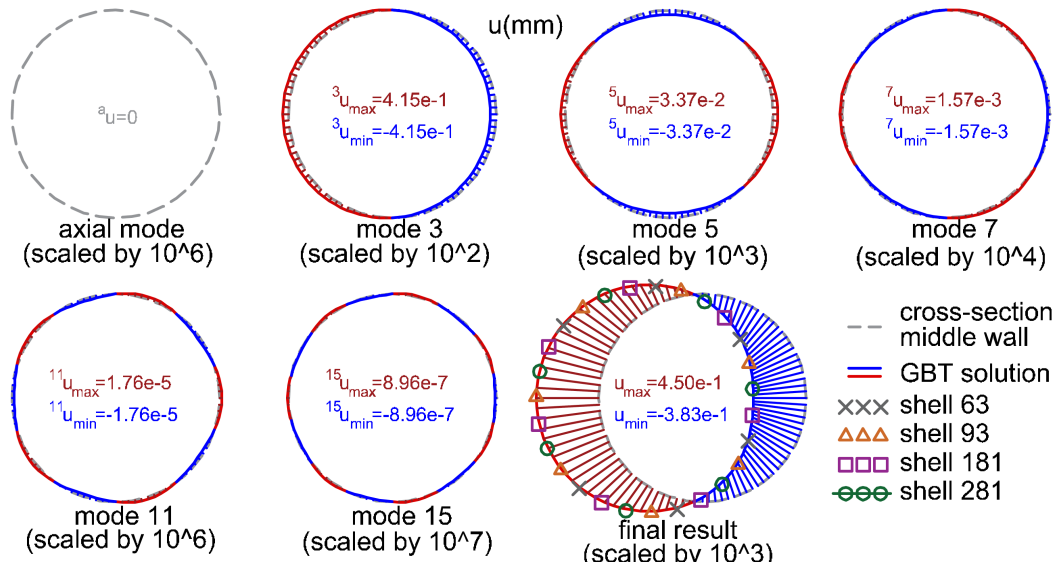 u(mm)
ᵃu=0
³u_max=4.15e-1
³u_min=-4.15e-1
⁵u_max=3.37e-2
⁵u_min=-3.37e-2
⁷u_max=1.57e-3
⁷u_min=-1.57e-3
axial mode
(scaled by 10^6)
mode 3
(scaled by 10^2)
mode 5
(scaled by 10^3)
mode 7
(scaled by 10^4)
¹¹u_max=1.76e-5
¹¹u_min=-1.76e-5
¹⁵u_max=8.96e-7
¹⁵u_min=-8.96e-7
u_max=4.50e-1
u_min=-3.83e-1
mode 11
(scaled by 10^6)
mode 15
(scaled by 10^7)
final result
(scaled by 10^3)
cross-section
middle wall
GBT solution
shell 63
shell 93
shell 181
shell 281